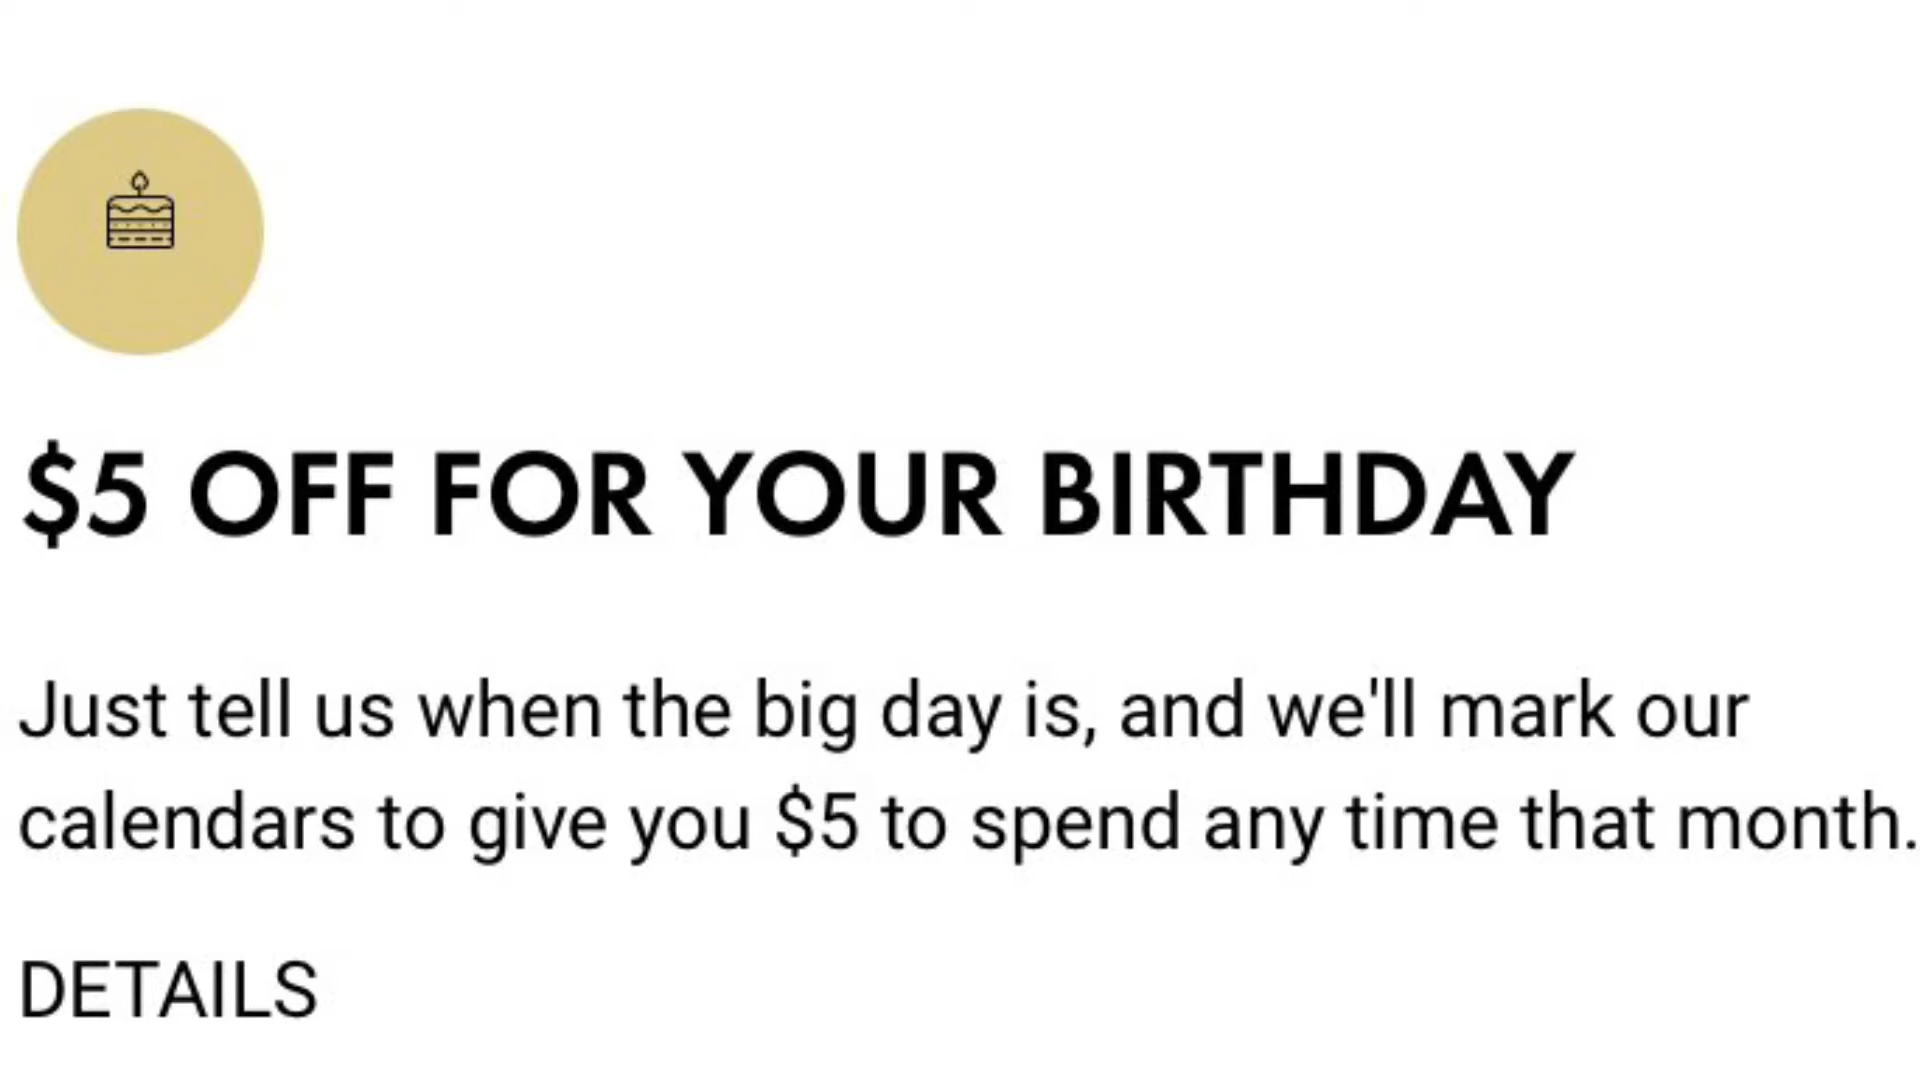 $5 OFF FOR YOUR BIRTHDAY
Just tell us when the big day is, and we'll mark our
calendars to give you $5 to spend any time that month.
DETAILS